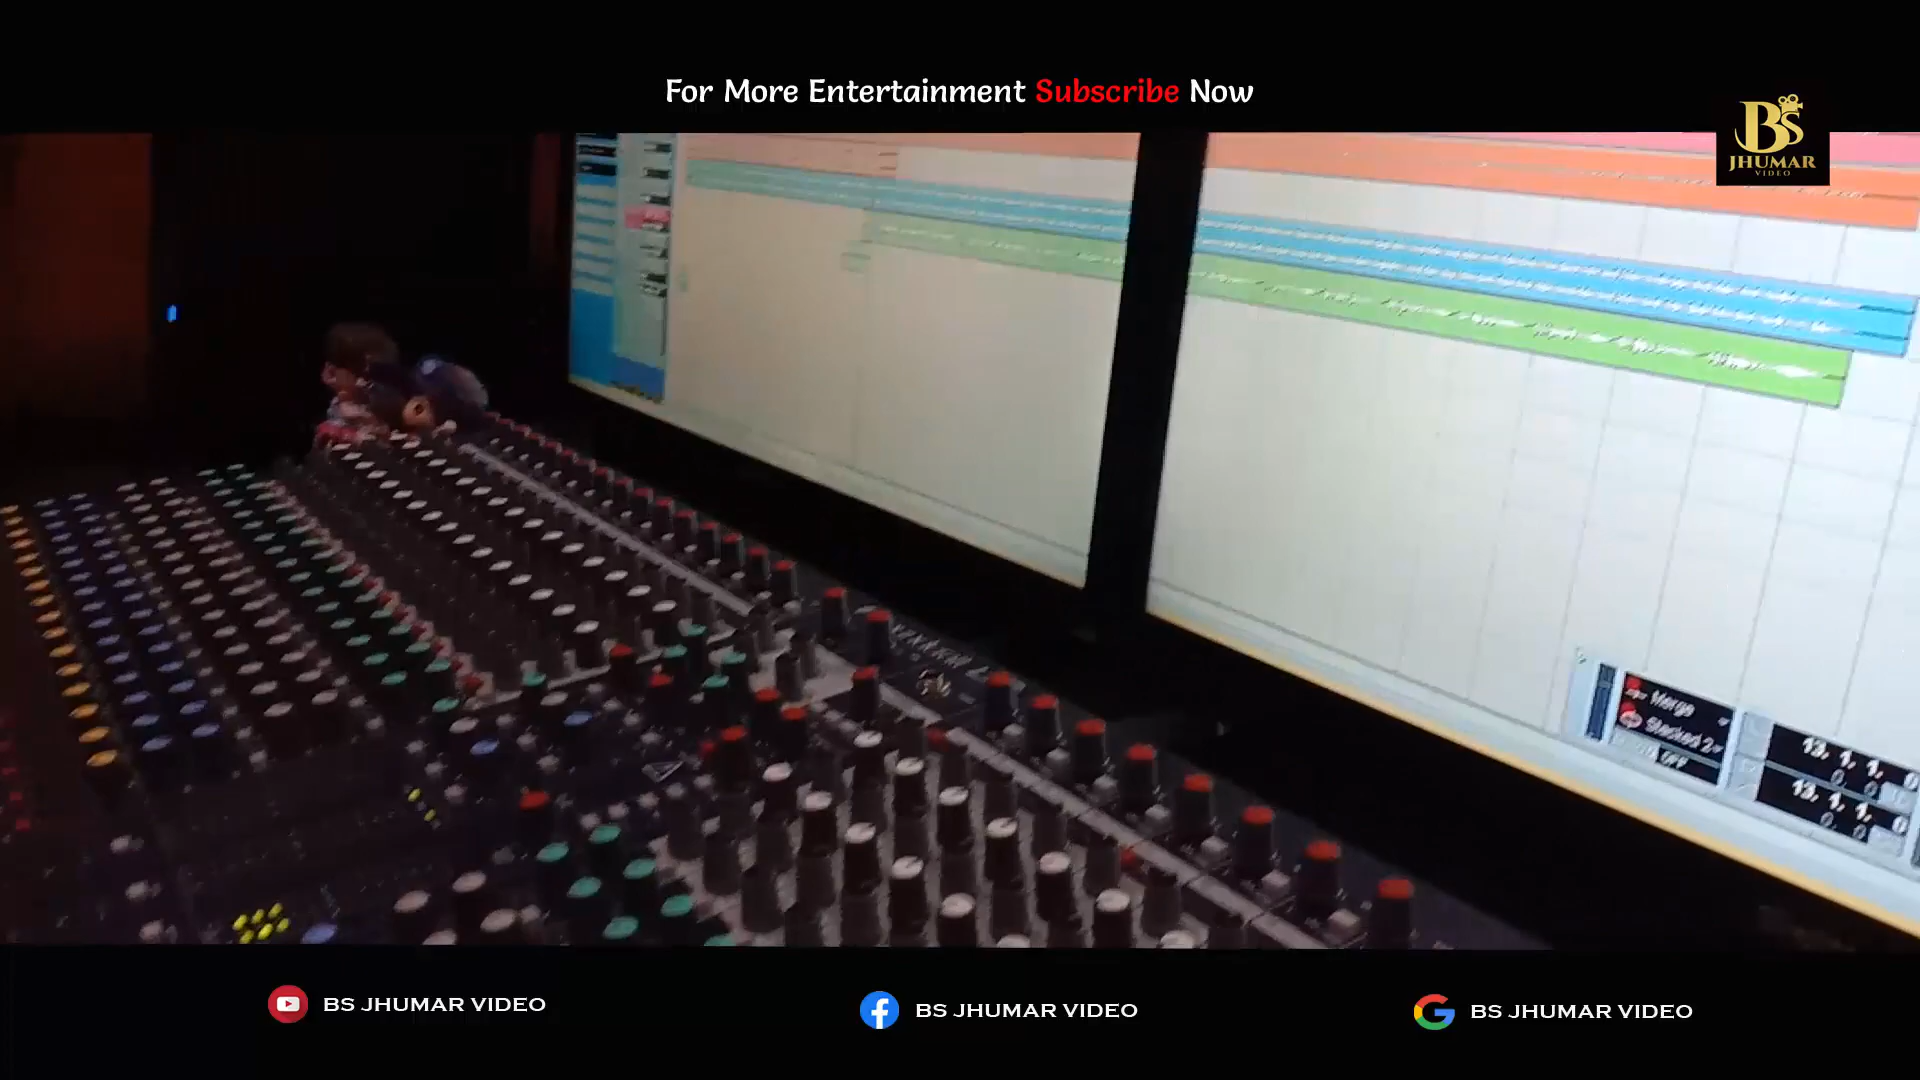 For More Entertainment Subscribe Now
BS
JHUMAR
VIDEO
Merge
Stacked 2
OFF
13. 1. 1. 0
13. 1. 1. 0
BS JHUMAR VIDEO
BS JHUMAR VIDEO
BS JHUMAR VIDEO